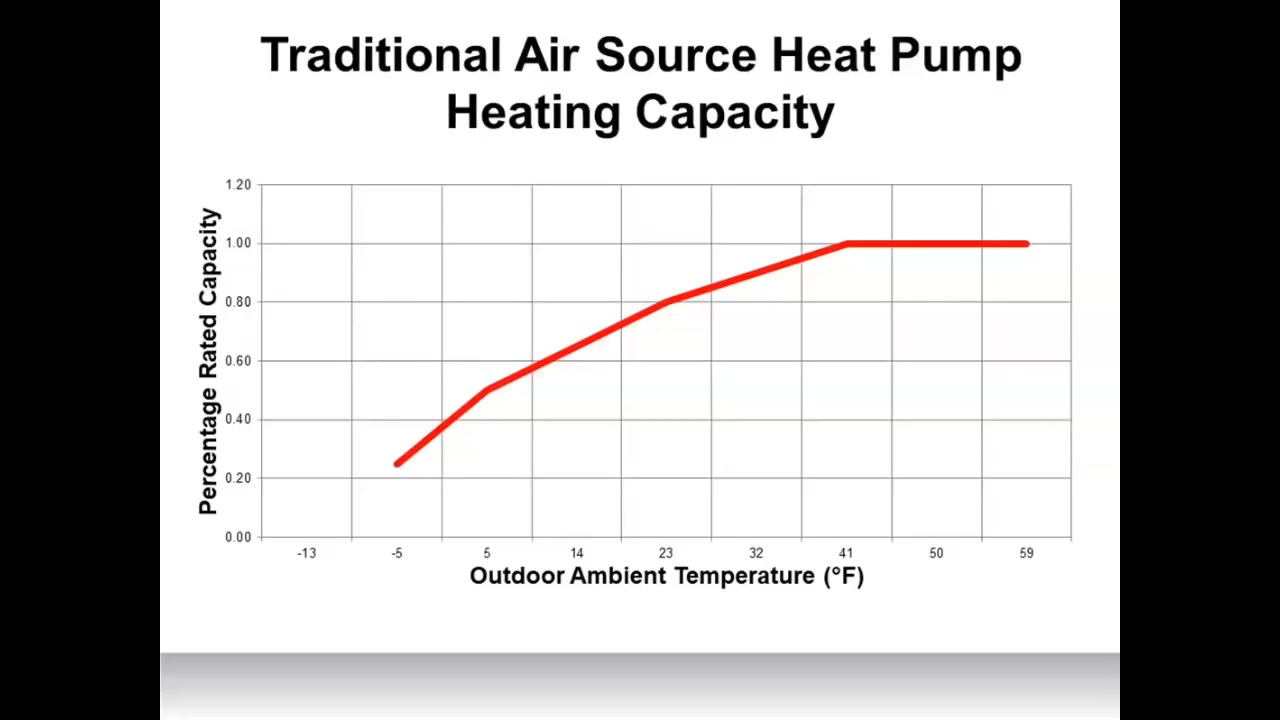 Traditional Air Source Heat Pump
Heating Capacity
Percentage Rated Capacity
1.20
1.00
0.80
0.60
0.40
0.20
0.00
-13 -5 5 14 23 32 41 50 59
Outdoor Ambient Temperature (°F)